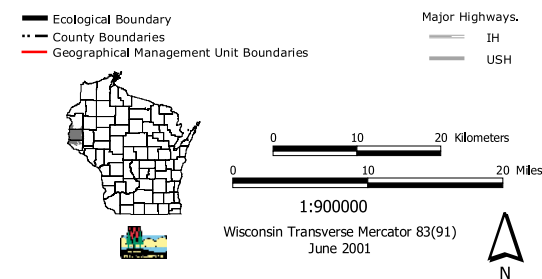 Ecological Boundary
County Boundaries
Geographical Management Unit Boundaries
Major Highways.
IH
USH
0 10 20 Kilometers
0 10 20 Miles
1:900000
Wisconsin Transverse Mercator 83(91)
June 2001
N